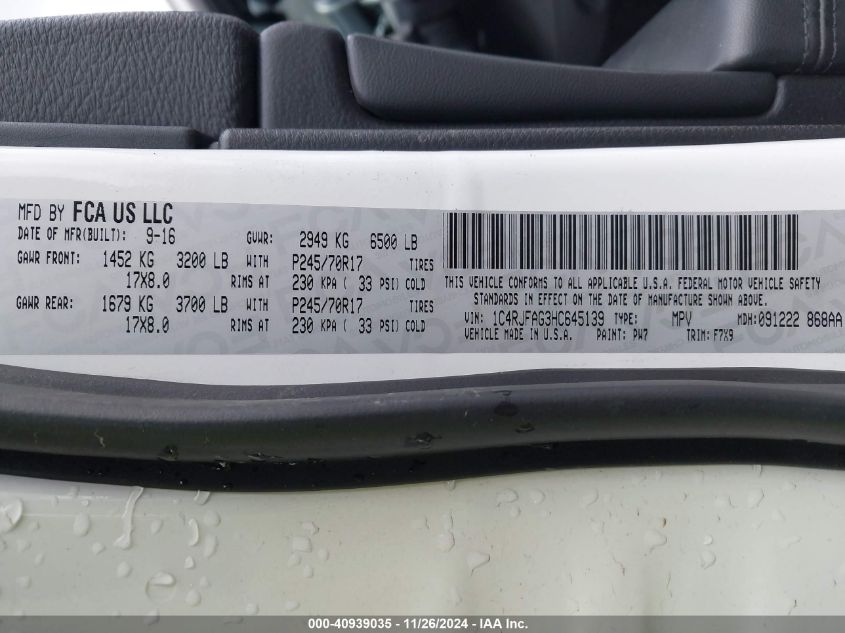 MFD BY FCA US LLC
DATE OF MFR(BUILT): 9-16 GVWR: 2949 KG 6500 LB
GAWR FRONT: 1452 KG 3200 LB WITH P245/70R17 TIRES
17X8.0 RIMS AT 230 KPA ( 33 PSI) COLD
GAWR REAR: 1679 KG 3700 LB WITH P245/70R17 TIRES
17X8.0 RIMS AT 230 KPA ( 33 PSI) COLD
THIS VEHICLE CONFORMS TO ALL APPLICABLE U.S.A. FEDERAL MOTOR VEHICLE SAFETY
STANDARDS IN EFFECT ON THE DATE OF MANUFACTURE SHOWN ABOVE.
VIN: 1C4RJFAG3HC645139 TYPE: MPV MDH:091222 868AA
VEHICLE MADE IN U.S.A. PAINT: PW7 TRIM: F7X9
000-40939035 - 11/26/2024 - IAA Inc.